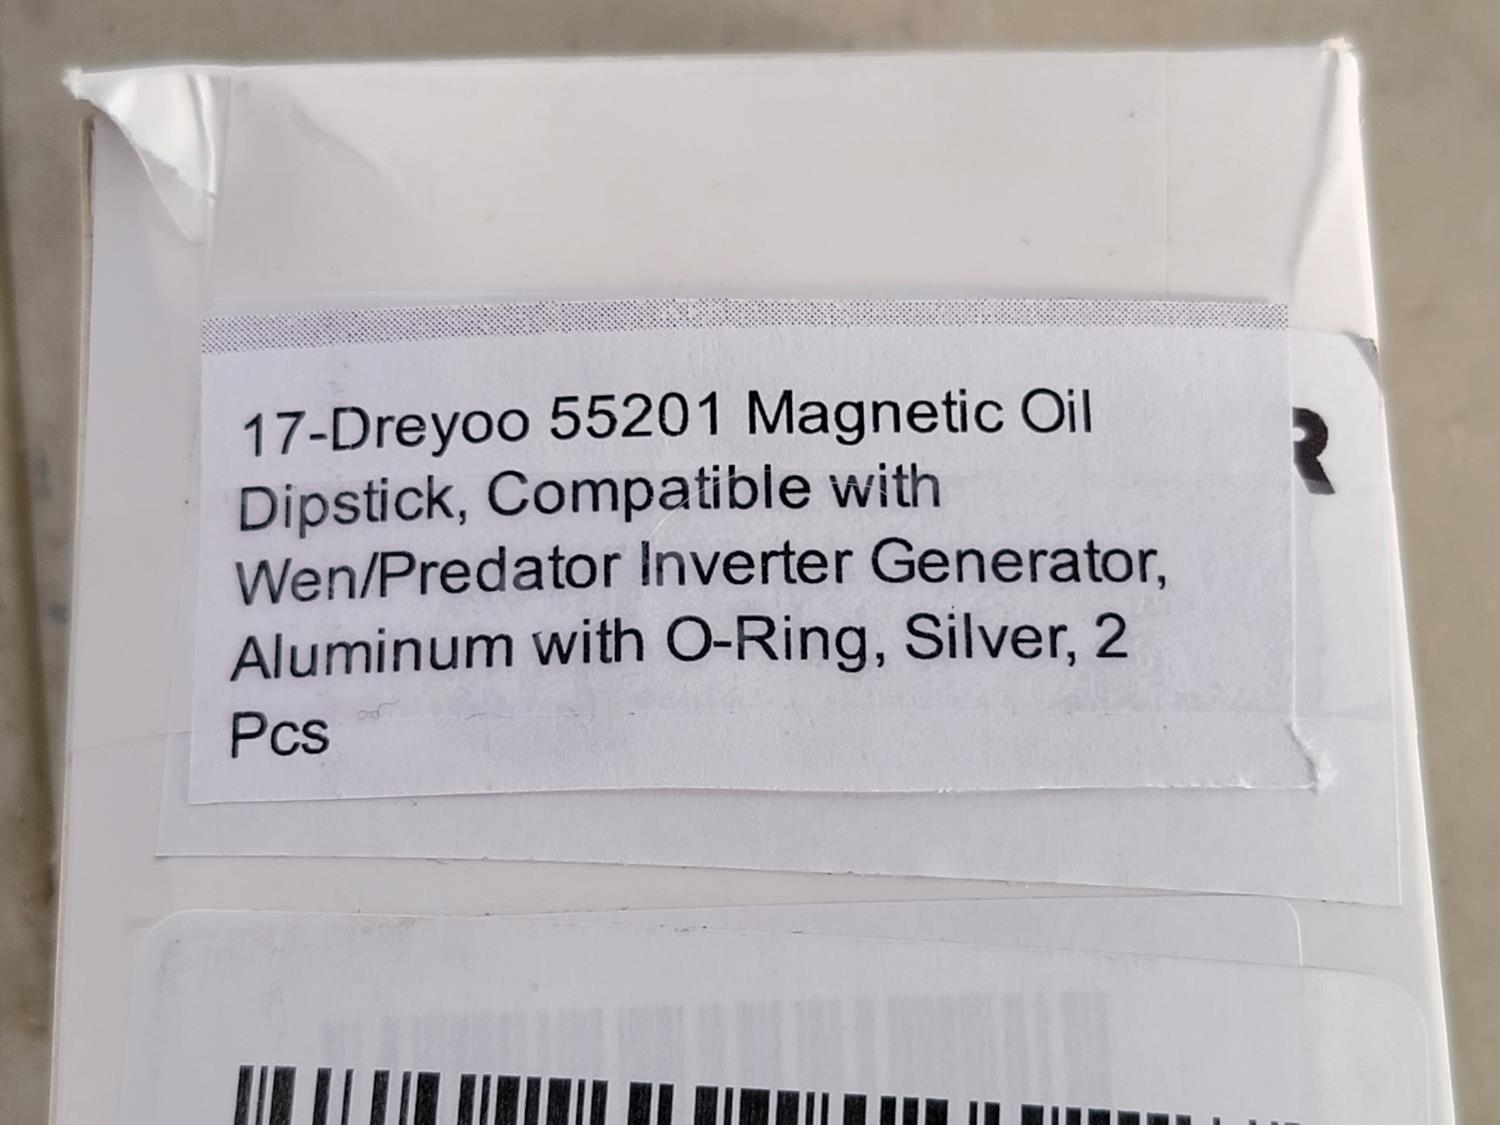 17-Dreyoo 55201 Magnetic Oil
Dipstick, Compatible with
Wen/Predator Inverter Generator,
Aluminum with O-Ring, Silver, 2
Pcs
R